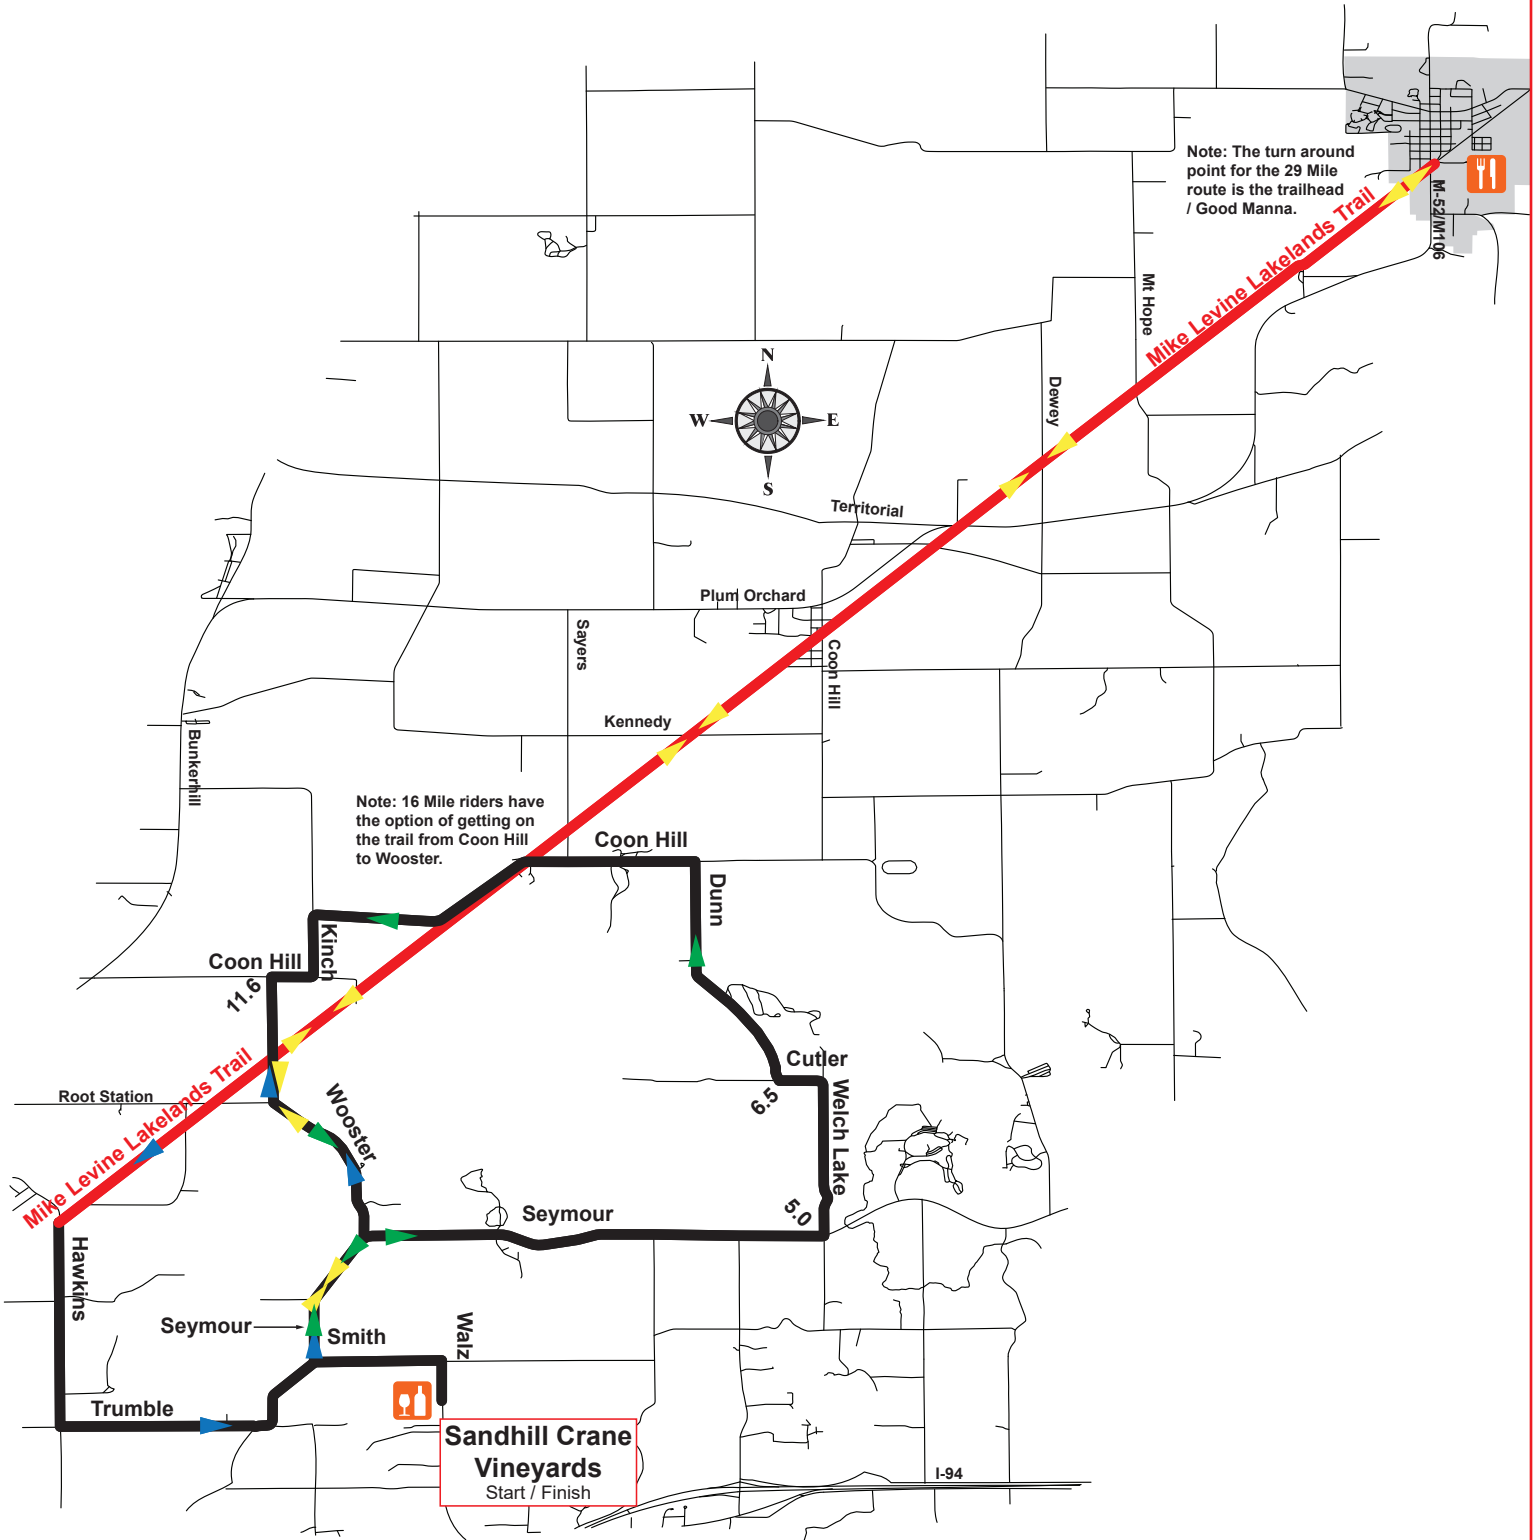 Note: The turn around
point for the 29 Mile
route is the trailhead
/ Good Manna.
M-52/M106
Mike Levine Lakelands Trail
Mt Hope
N
W
E
S
Dewey
Territorial
Plum Orchard
Sayers
Coon Hill
Kennedy
Bunkerhill
Note: 16 Mile riders have
the option of getting on
the trail from Coon Hill
to Wooster.
Coon Hill
Dunn
Kinch
Coon Hill
11.6
Cutler
6.5
Mike Levine Lakelands Trail
Root Station
Wooster
Welch Lake
5.0
Seymour
Hawkins
Seymour
Smith
Walz
Trumble
Sandhill Crane
Vineyards
Start / Finish
I-94